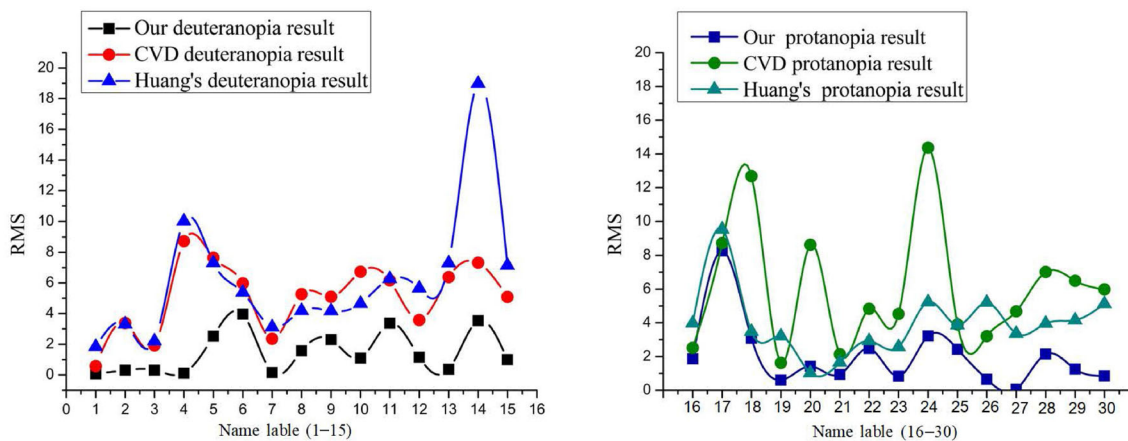 Our deuteranopia result
CVD deuteranopia result
Huang's deuteranopia result
20
18
16
14
12
10
8
6
4
2
0
RMS
0 1 2 3 4 5 6 7 8 9 10 11 12 13 14 15 16
Name lable (1–15)
Our protanopia result
CVD protanopia result
Huang's protanopia result
20
18
16
14
12
10
8
6
4
2
0
RMS
16 17 18 19 20 21 22 23 24 25 26 27 28 29 30
Name lable (16–30)